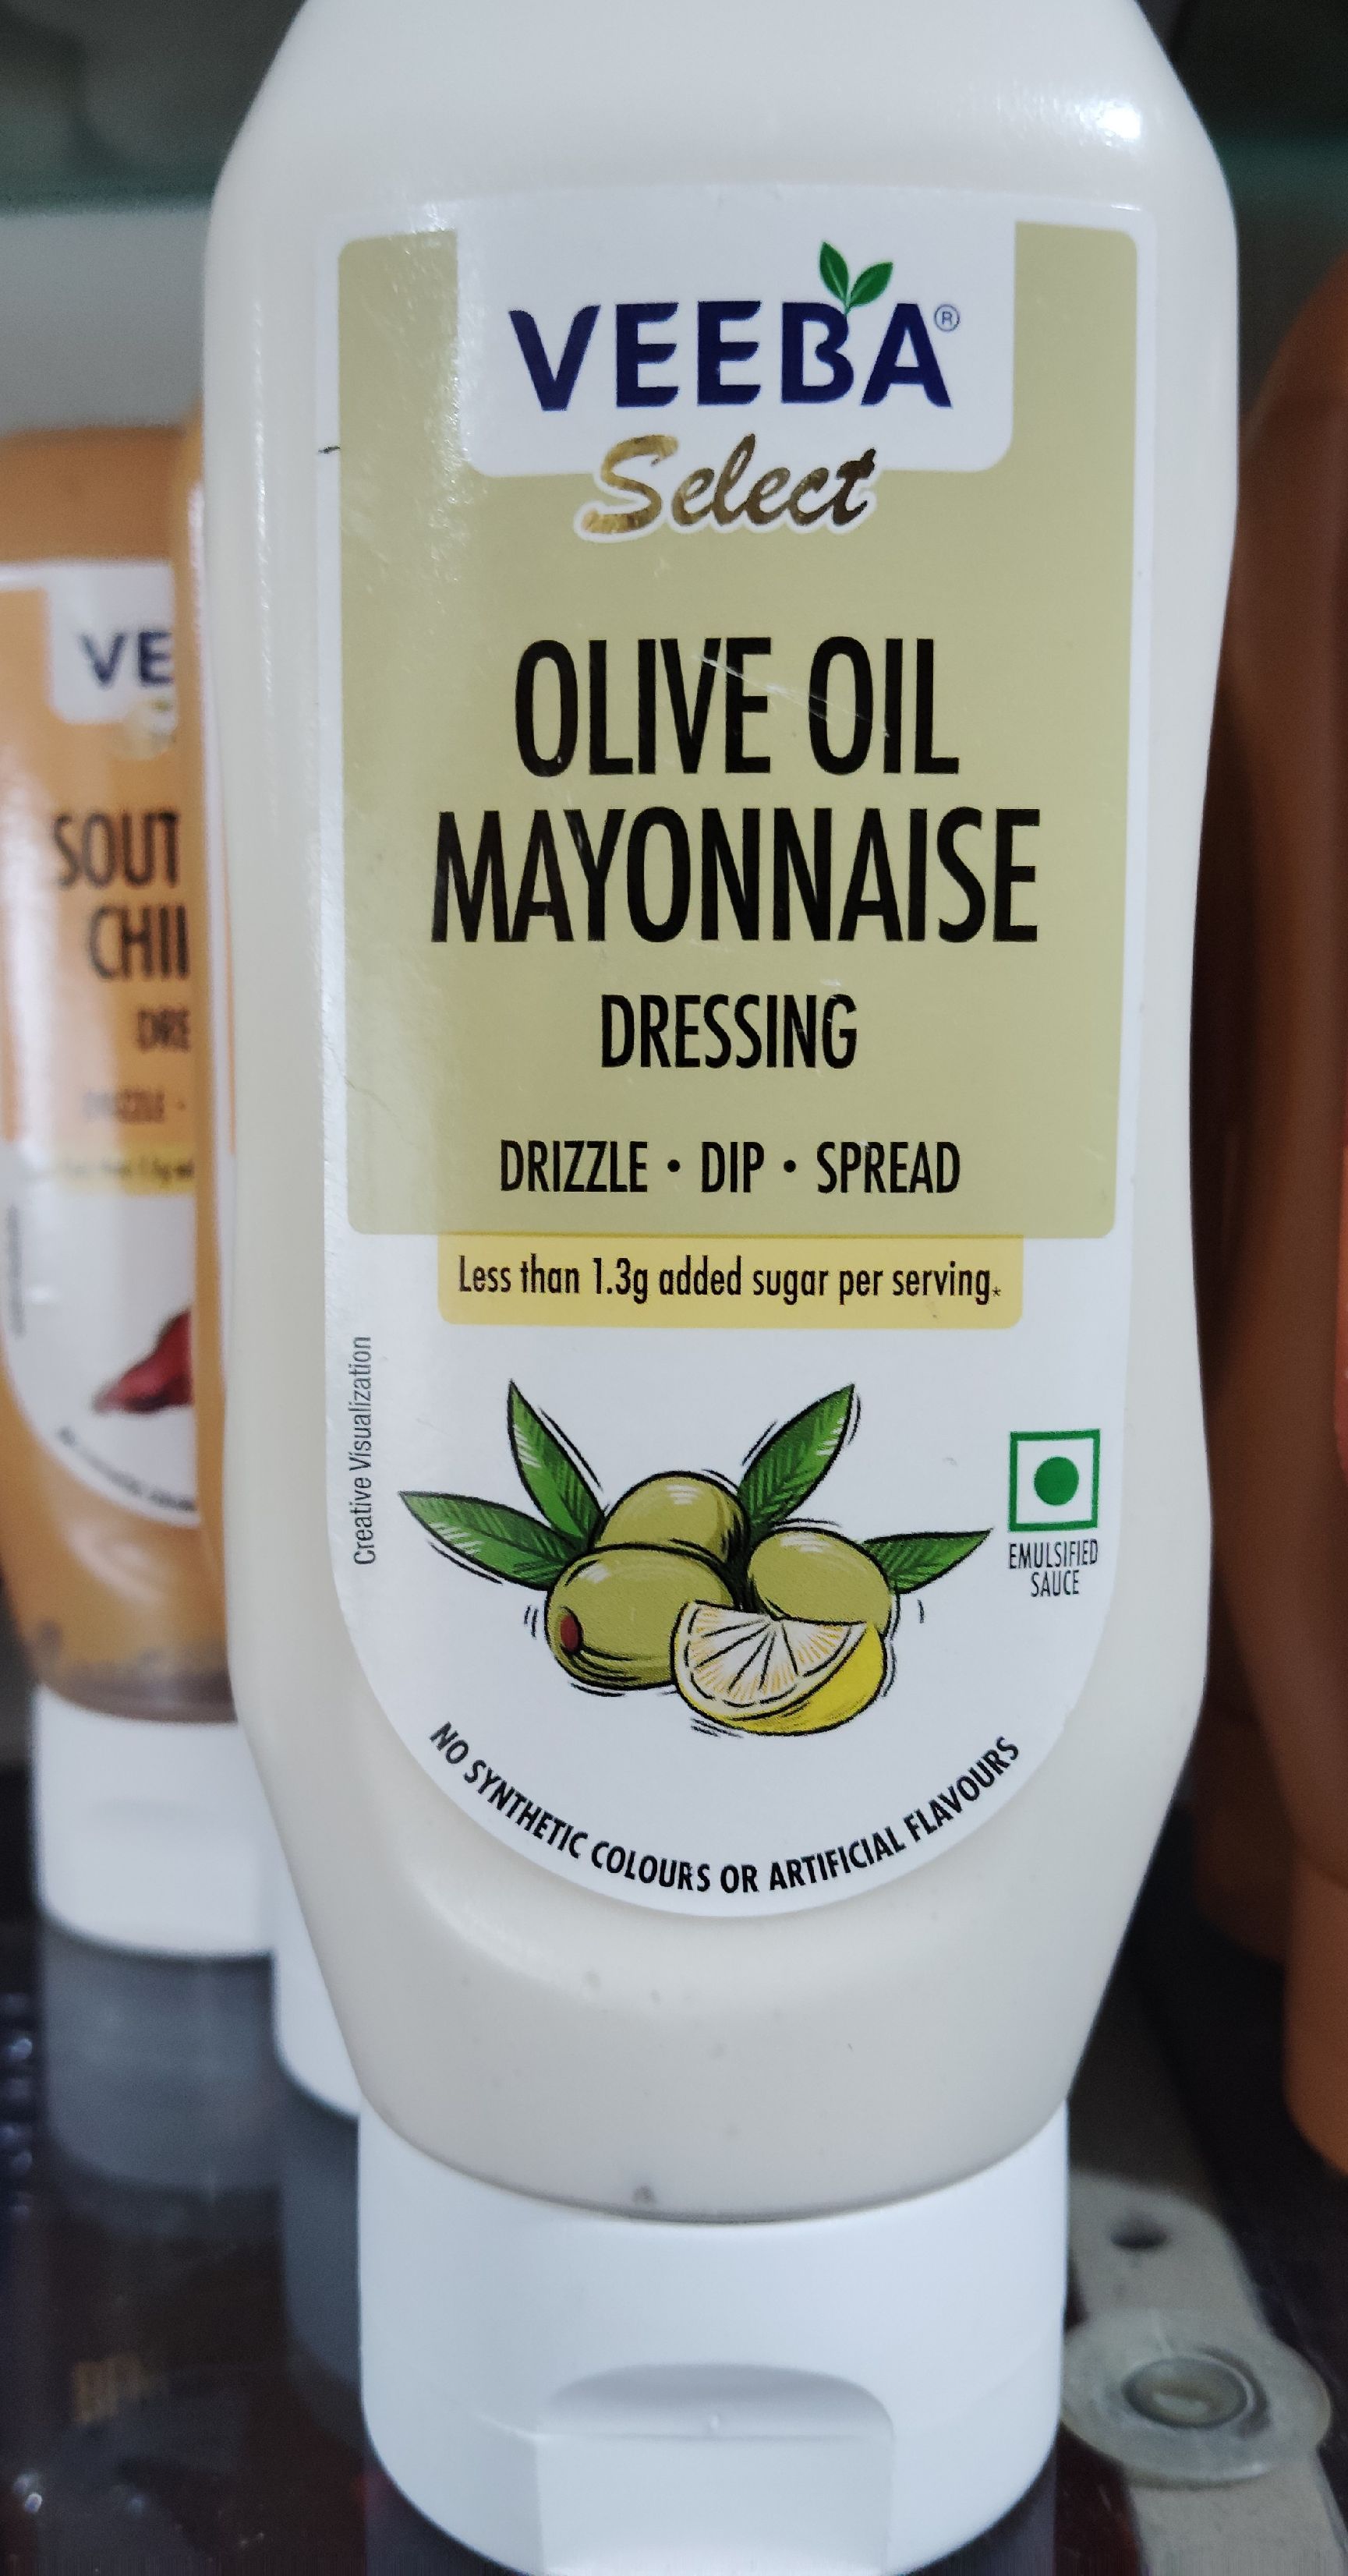 VEEBA®
Select
OLIVE OIL
MAYONNAISE
DRESSING
DRIZZLE • DIP • SPREAD
Less than 1.3g added sugar per serving*
Creative Visualization
EMULSIFIED
SAUCE
NO SYNTHETIC COLOURS OR ARTIFICIAL FLAVOURS
VE
SOUT
CHI
DRE